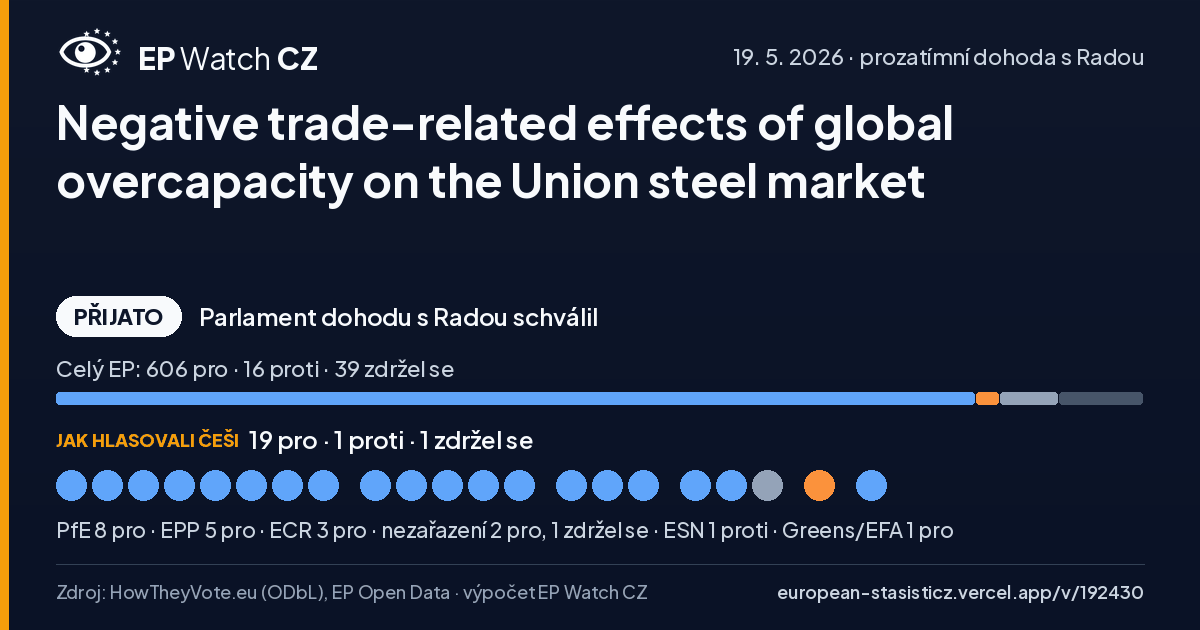 EP Watch CZ
19. 5. 2026 · prozatímní dohoda s Radou
Negative trade-related effects of global
overcapacity on the Union steel market
PŘIJATO Parlament dohodu s Radou schválil
Celý EP: 606 pro · 16 proti · 39 zdržel se
JAK HLASOVALI ČEŠI 19 pro · 1 proti · 1 zdržel se
PfE 8 pro · EPP 5 pro · ECR 3 pro · nezařazení 2 pro, 1 zdržel se · ESN 1 proti · Greens/EFA 1 pro
Zdroj: HowTheyVote.eu (ODbL), EP Open Data · výpočet EP Watch CZ
european-stasisticz.vercel.app/v/192430